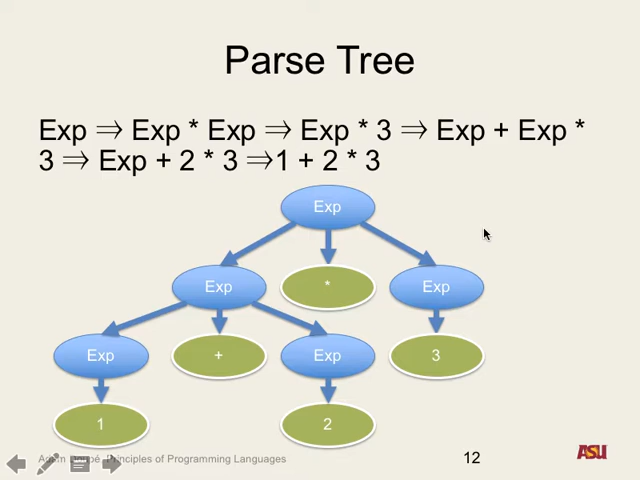 Parse Tree
Exp ⇒ Exp * Exp ⇒ Exp * 3 ⇒ Exp + Exp *
3 ⇒ Exp + 2 * 3 ⇒1 + 2 * 3
Exp
Exp * Exp
Exp + Exp 3
1 2
Principles of Programming Languages
12
ASU